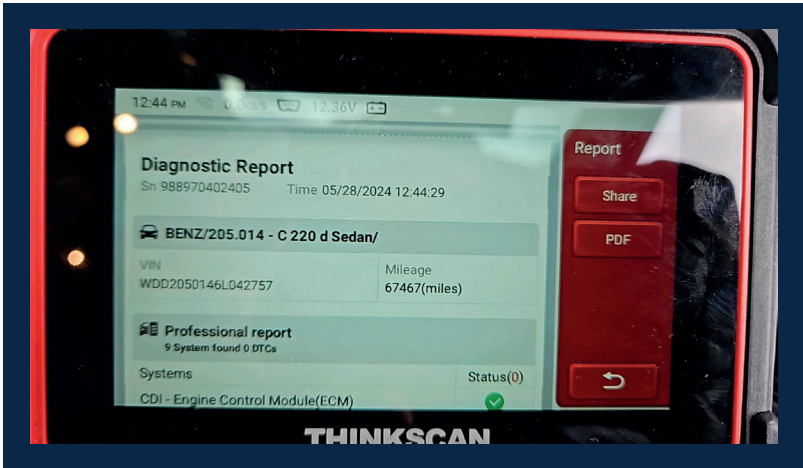 12:44 PM 0.0kb/s 12.36V
Diagnostic Report
Sn 988970402405 Time 05/28/2024 12:44:29
BENZ/205.014 - C 220 d Sedan/
VIN
WDD2050146L042757
Mileage
67467(miles)
Professional report
9 System found 0 DTCs
Systems Status(0)
CDI - Engine Control Module(ECM)
Report
Share
PDF
THINKSCAN